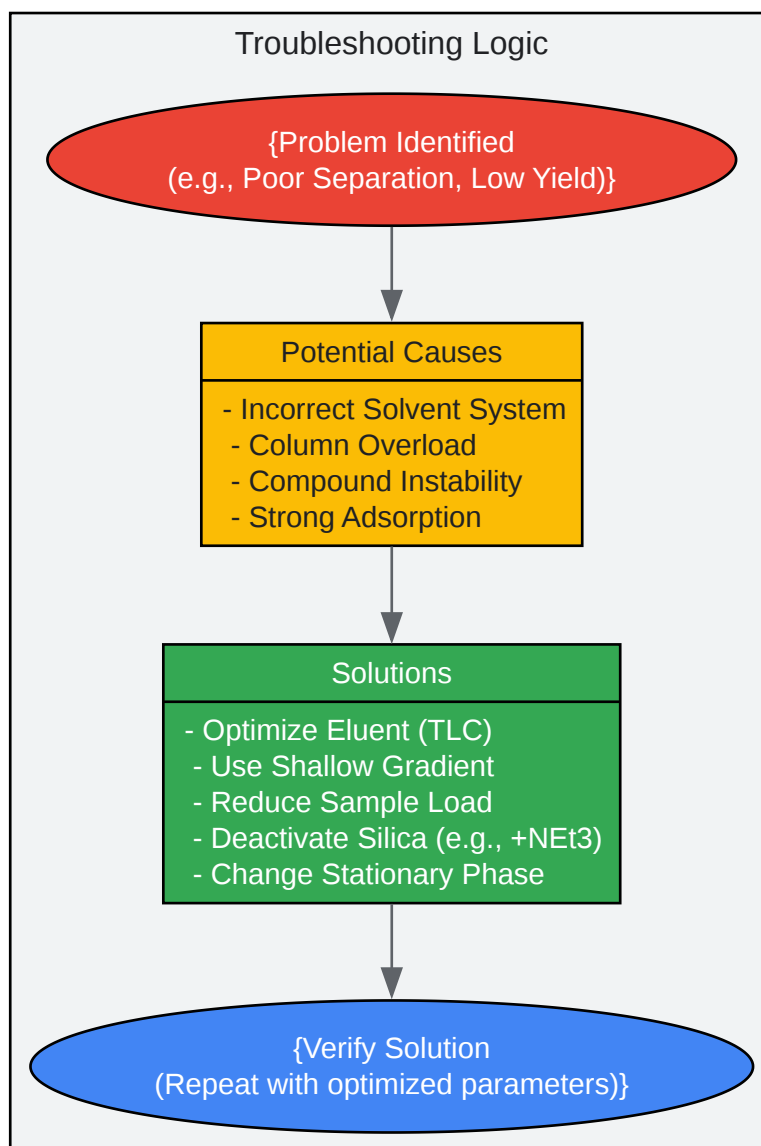 Troubleshooting Logic
{Problem Identified
(e.g., Poor Separation, Low Yield)}
Potential Causes
- Incorrect Solvent System
- Column Overload
- Compound Instability
- Strong Adsorption
Solutions
- Optimize Eluent (TLC)
- Use Shallow Gradient
- Reduce Sample Load
- Deactivate Silica (e.g., +NEt3)
- Change Stationary Phase
{Verify Solution
(Repeat with optimized parameters)}